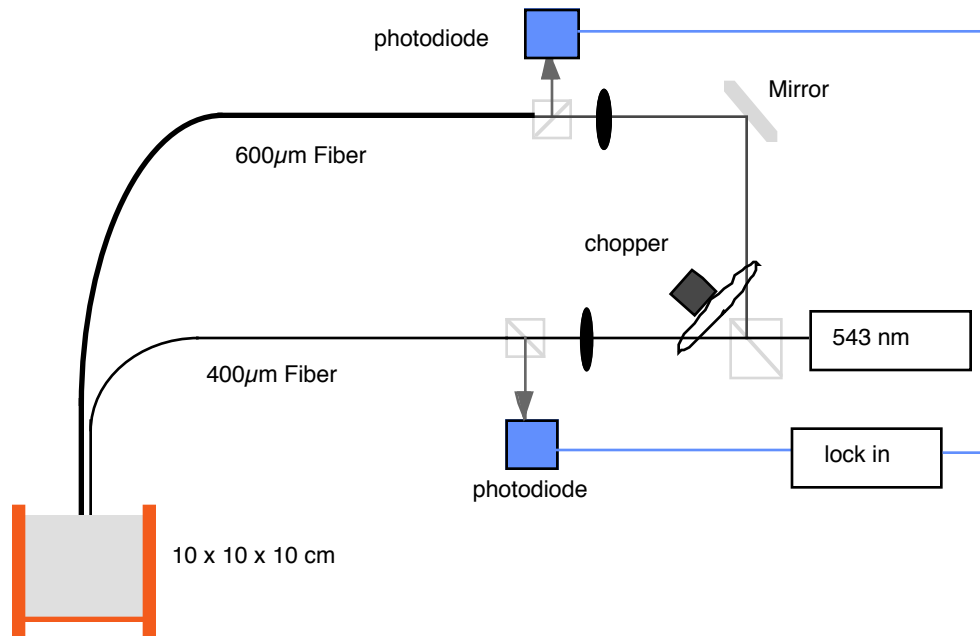 photodiode
Mirror
600µm Fiber
chopper
543 nm
400µm Fiber
lock in
photodiode
10 x 10 x 10 cm